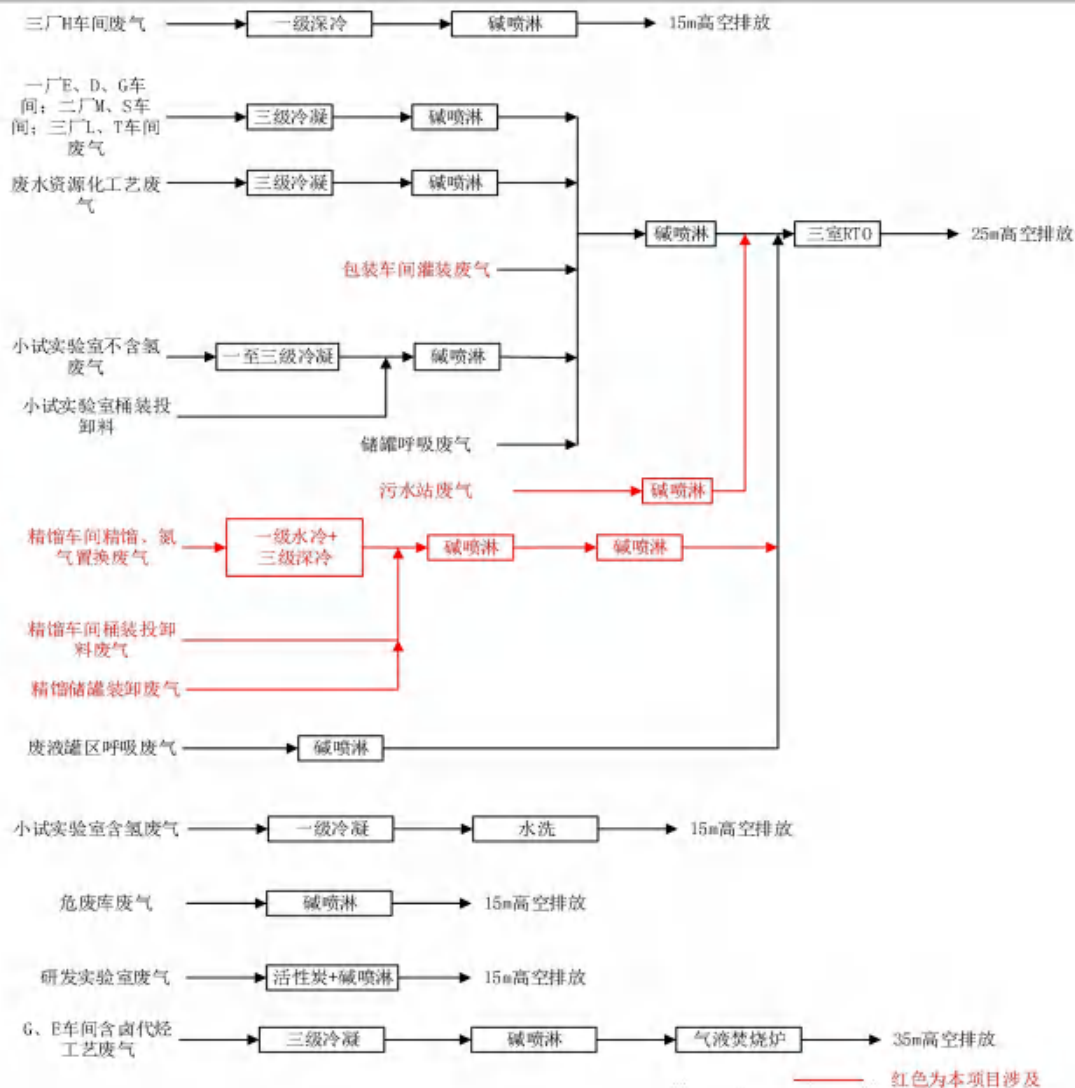 三厂H车间废气
一级深冷
碱喷淋
15m高空排放
一厂E、D、G车
间；二厂M、S车
间；三厂L、T车间
废气
三级冷凝
碱喷淋
废水资源化工艺废
气
三级冷凝
碱喷淋
碱喷淋
三室RTO
25m高空排放
包装车间灌装废气
小试实验室不含氢
废气
一至三级冷凝
碱喷淋
小试实验室桶装投
卸料
储罐呼吸废气
污水站废气
碱喷淋
精馏车间精馏、氮
气置换废气
一级水冷+
三级深冷
碱喷淋
碱喷淋
精馏车间桶装投卸
料废气
精馏储罐装卸废气
废液罐区呼吸废气
碱喷淋
小试实验室含氢废气
一级冷凝
水洗
15m高空排放
危废库废气
碱喷淋
15m高空排放
研发实验室废气
活性炭+碱喷淋
15m高空排放
G、E车间含卤代烃
工艺废气
三级冷凝
碱喷淋
气液焚烧炉
35m高空排放
红色为本项目涉及